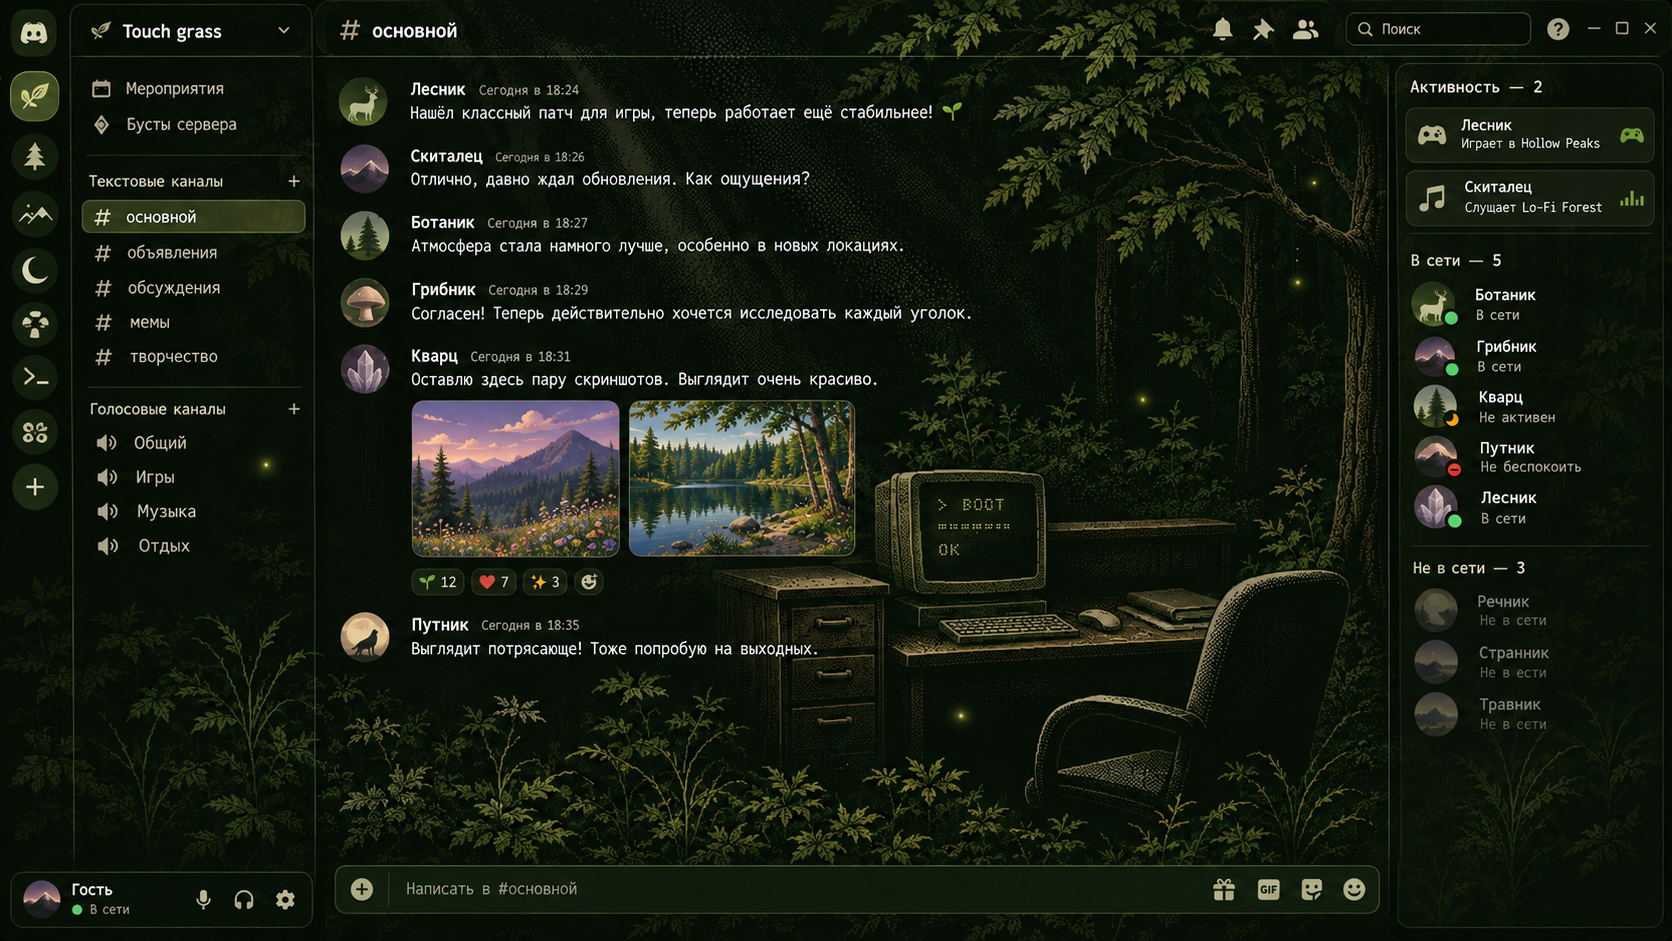 Touch grass
Мероприятия
Бусты сервера
Текстовые каналы
основной
объявления
обсуждения
мемы
творчество
Голосовые каналы
Общий
Игры
Музыка
Отдых
Гость
В сети
# основной
Поиск
Лесник Сегодня в 18:24
Нашёл классный патч для игры, теперь работает ещё стабильнее!
Скиталец Сегодня в 18:26
Отлично, давно ждал обновления. Как ощущения?
Ботаник Сегодня в 18:27
Атмосфера стала намного лучше, особенно в новых локациях.
Грибник Сегодня в 18:29
Согласен! Теперь действительно хочется исследовать каждый уголок.
Кварц Сегодня в 18:31
Оставлю здесь пару скриншотов. Выглядит очень красиво.
12 7 3
Путник Сегодня в 18:35
Выглядит потрясающе! Тоже попробую на выходных.
> BOOT
=======
OK
Написать в #основной
GIF
Активность — 2
Лесник
Играет в Hollow Peaks
Скиталец
Слушает Lo-Fi Forest
В сети — 5
Ботаник
В сети
Грибник
В сети
Кварц
Не активен
Путник
Не беспокоить
Лесник
В сети
Не в сети — 3
Речник
Не в сети
Странник
Не в ести
Травник
Не в сети